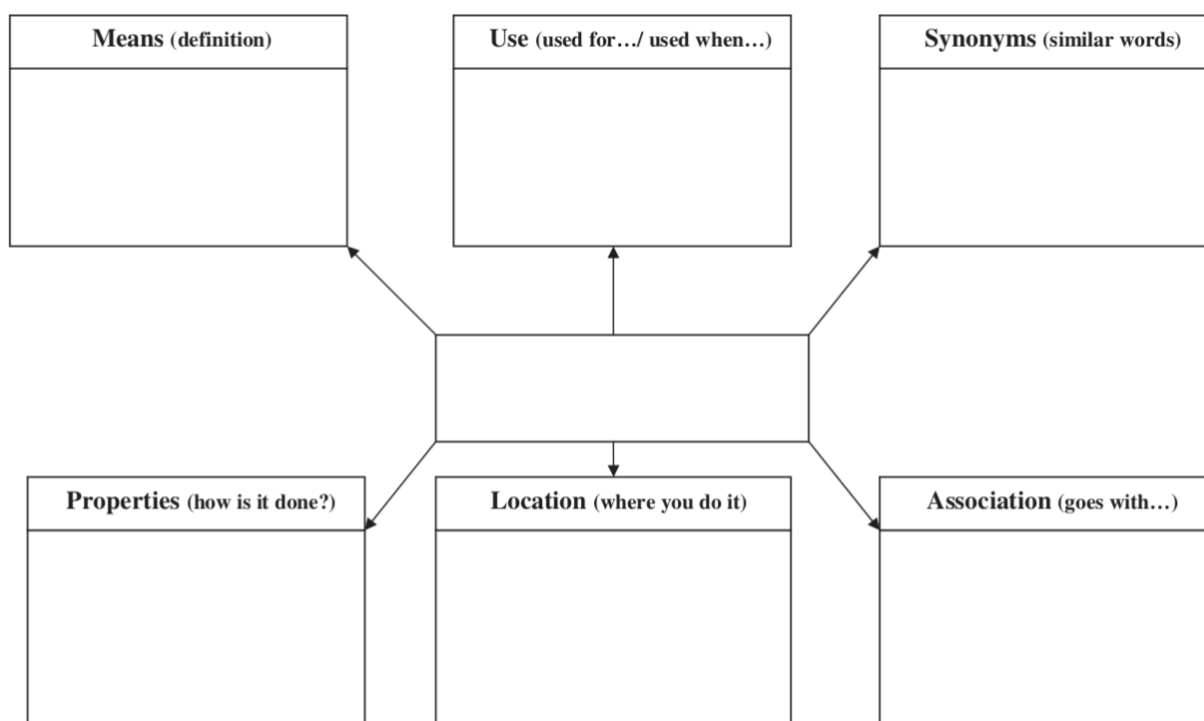 Means (definition)
Use (used for…/ used when…)
Synonyms (similar words)
Properties (how is it done?)
Location (where you do it)
Association (goes with…)